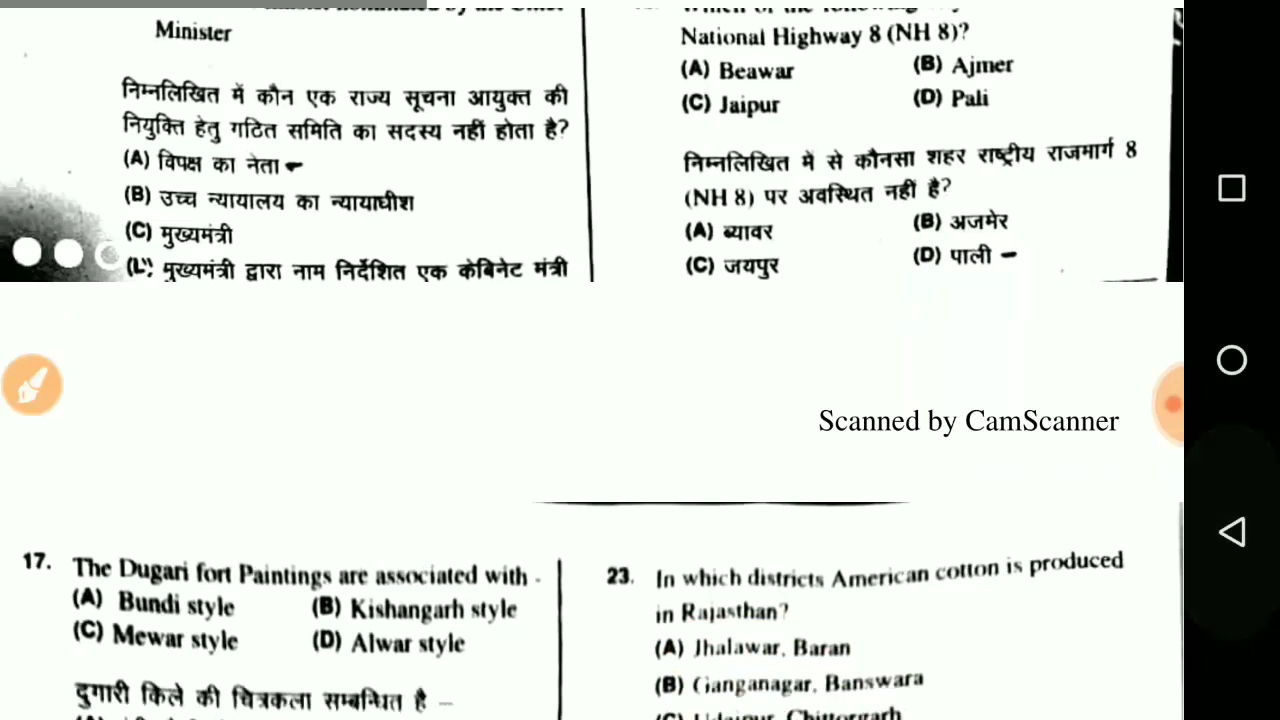 Minister
निम्नलिखित में कौन एक राज्य सूचना आयुक्त की
नियुक्ति हेतु गठित समिति का सदस्य नहीं होता है?
(A) विपक्ष का नेता
(B) उच्च न्यायालय का न्यायाधीश
(C) मुख्यमंत्री
मुख्यमंत्री द्वारा नाम निर्देशित एक केबिनेट मंत्री
National Highway 8 (NH 8)?
(A) Beawar (B) Ajmer
(C) Jaipur (D) Pali
निम्नलिखित में से कौनसा शहर राष्ट्रीय राजमार्ग 8
(NH 8) पर अवस्थित नहीं है?
(A) ब्यावर (B) अजमेर
(C) जयपुर (D) पाली
Scanned by CamScanner
17. The Dugari fort Paintings are associated with -
(A) Bundi style (B) Kishangarh style
(C) Mewar style (D) Alwar style
दुगारी किले की चित्रकला सम्बन्धित है –
23. In which districts American cotton is produced
in Rajasthan?
(A) Jhalawar, Baran
(B) Ganganagar, Banswara
(C) Udaipur, Chittorgarh